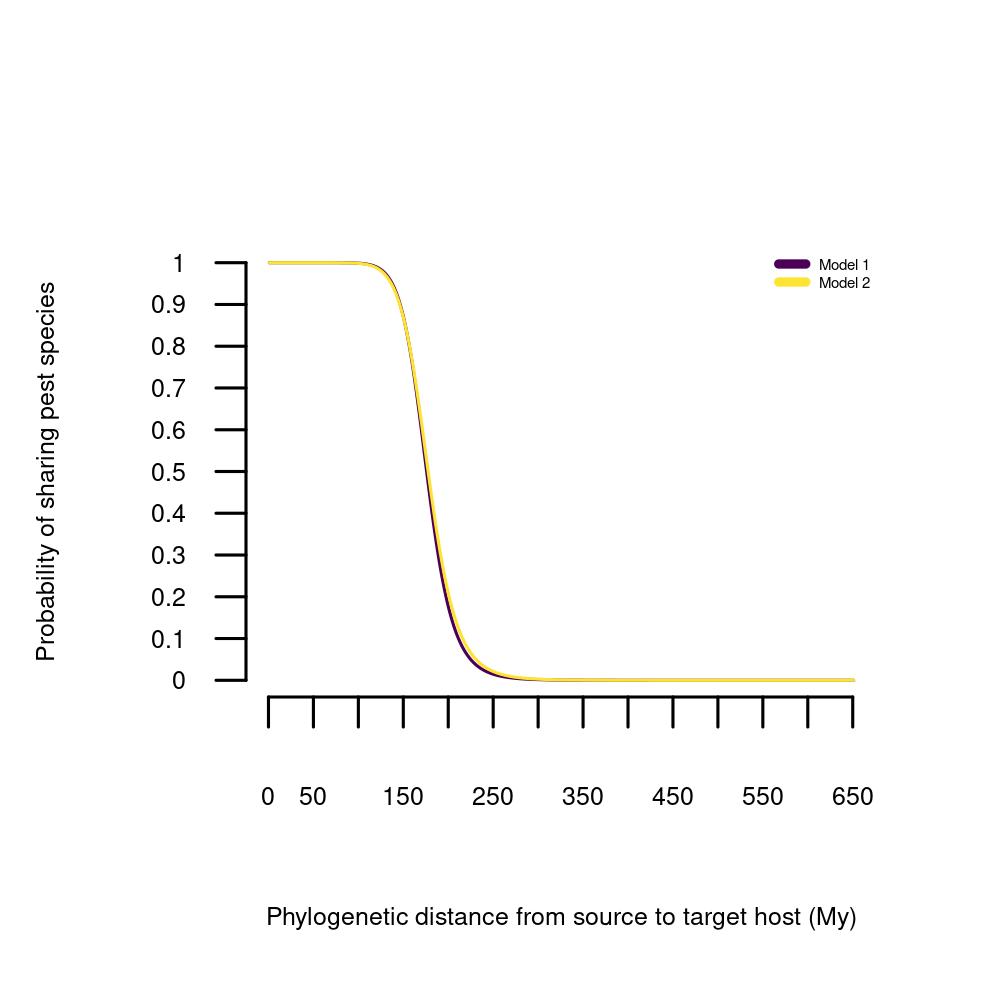 Model 1
Model 2
Probability of sharing pest species
1
0.9
0.8
0.7
0.6
0.5
0.4
0.3
0.2
0.1
0
0 50 150 250 350 450 550 650
Phylogenetic distance from source to target host (My)